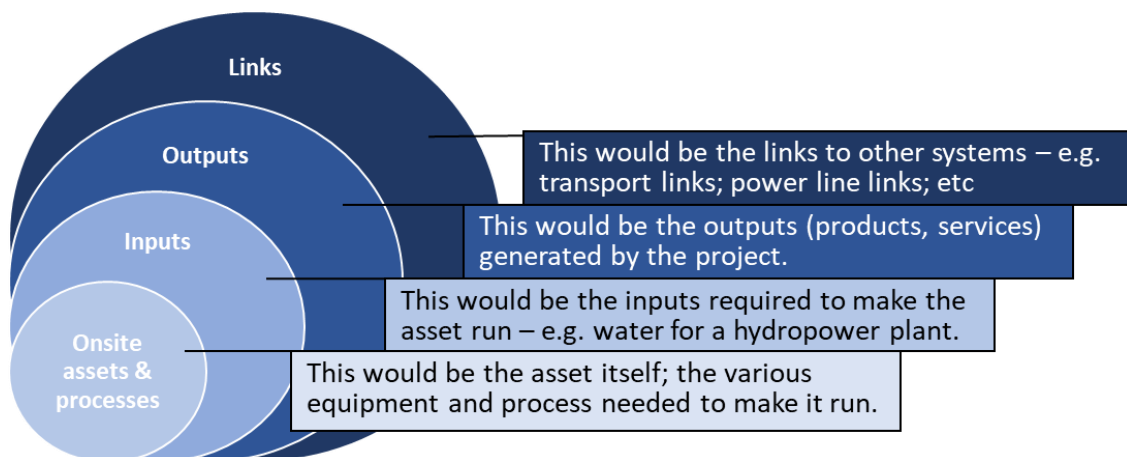 Links
This would be the links to other systems – e.g.
transport links; power line links; etc
Outputs
This would be the outputs (products, services)
generated by the project.
Inputs
This would be the inputs required to make the
asset run – e.g. water for a hydropower plant.
Onsite
assets &
processes
This would be the asset itself; the various
equipment and process needed to make it run.